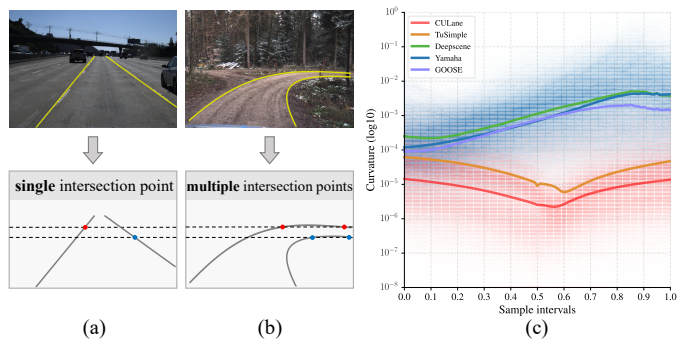 single intersection point
multiple intersection points
(a)
(b)
CULane
TuSimple
Deepscene
Yamaha
GOOSE
Curvature (log10)
10⁰
10⁻¹
10⁻²
10⁻³
10⁻⁴
10⁻⁵
10⁻⁶
10⁻⁷
10⁻⁸
0.0 0.1 0.2 0.3 0.4 0.5 0.6 0.7 0.8 0.9 1.0
Sample intervals
(c)